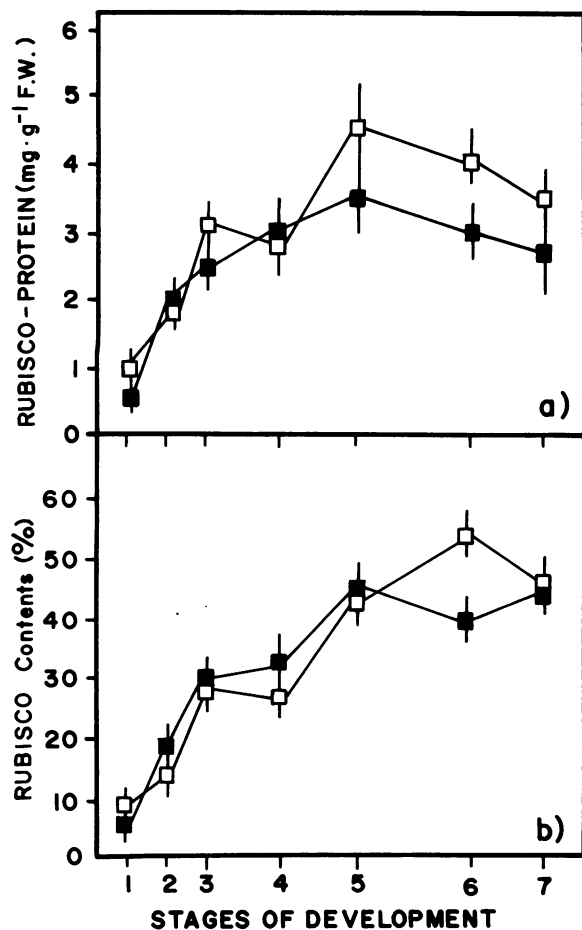 6
5
4
3
2
1
0
RUBISCO-PROTEIN (mg·g⁻¹ F.W.)
a)
60
50
40
30
20
10
0
RUBISCO Contents (%)
b)
1 2 3 4 5 6 7
STAGES OF DEVELOPMENT